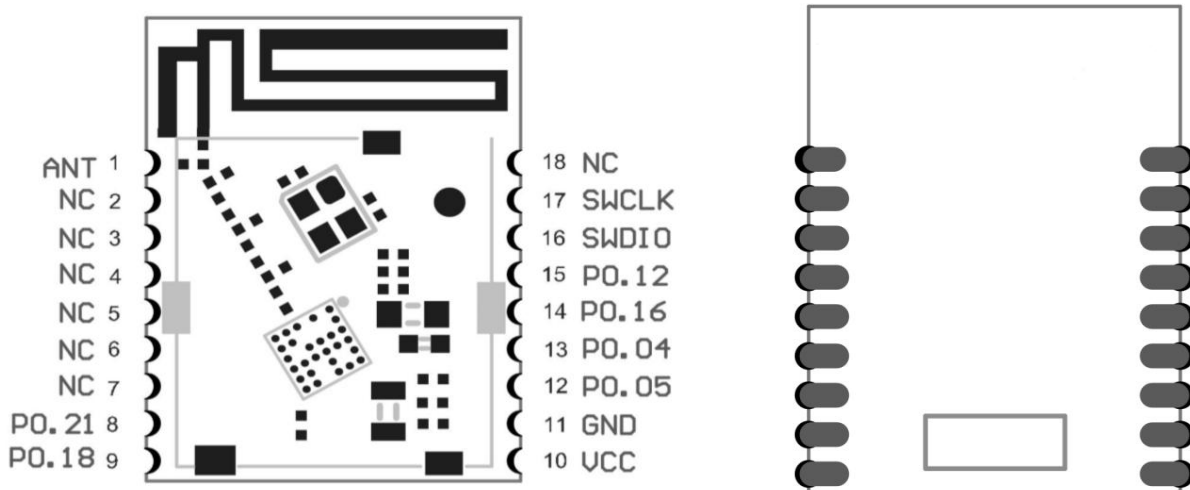 ANT 1
NC 2
NC 3
NC 4
NC 5
NC 6
NC 7
P0.21 8
P0.18 9
18 NC
17 SWCLK
16 SWDIO
15 P0.12
14 P0.16
13 P0.04
12 P0.05
11 GND
10 VCC